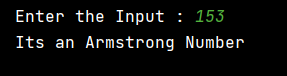 Enter the Input : 153
Its an Armstrong Number